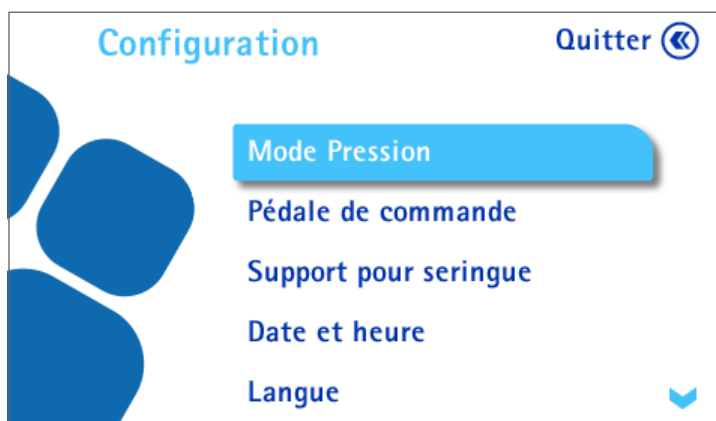 Configuration
Quitter
Mode Pression
Pédale de commande
Support pour seringue
Date et heure
Langue